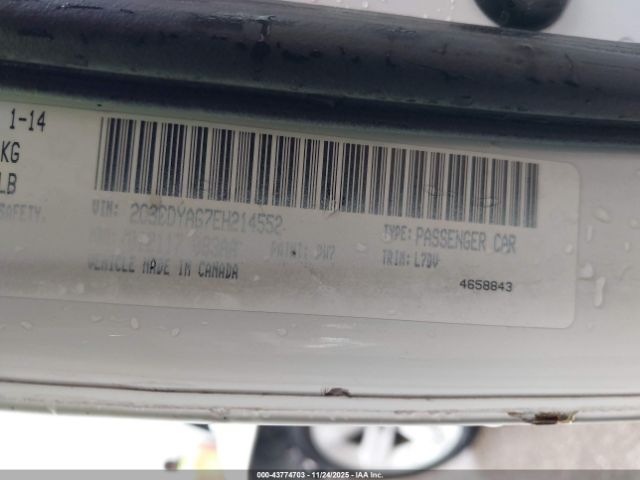 1-14
KG
LB
SAFETY.
VIN: 2C3CDYAG7EH214552
TYPE: PASSENGER CAR
PAINT: PW7
TRIM: L7DV
VEHICLE MADE IN CANADA
4658843
000-43774703 - 11/24/2025 - IAA Inc.